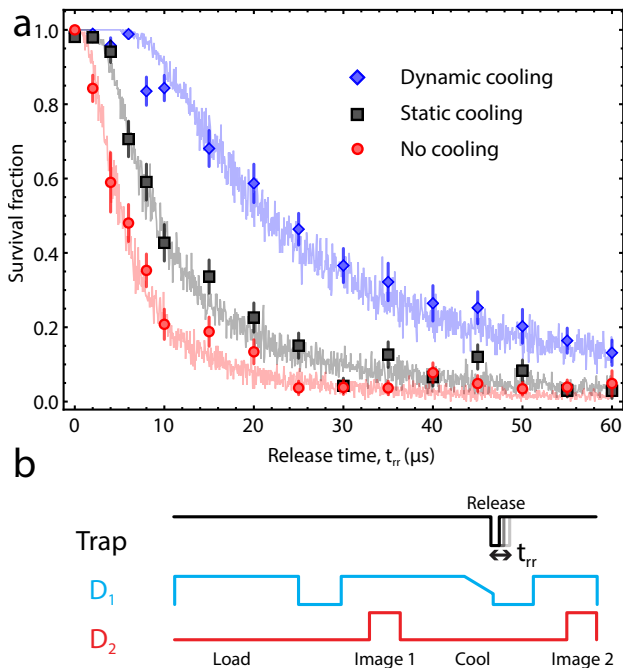 a
1.0
0.8
0.6
0.4
0.2
0.0
Survival fraction
Dynamic cooling
Static cooling
No cooling
0 10 20 30 40 50 60
Release time, t_rr (μs)
b
Release
Trap
t_rr
D_1
D_2
Load Image 1 Cool Image 2